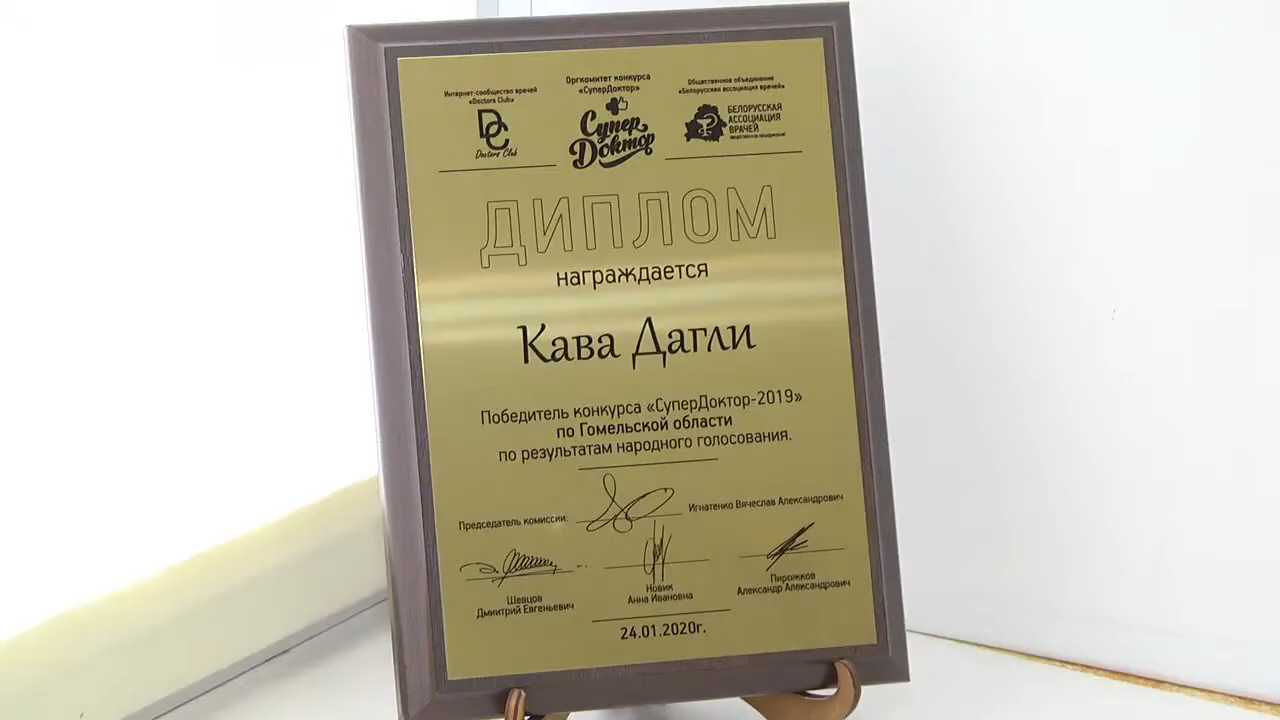 Интернет-сообщество врачей
«Doctors Club»
DC
Doctors Club
Оргкомитет конкурса
«СуперДоктор»
Супер
Доктор
Общественное объединение
«Белорусская ассоциация врачей»
БЕЛОРУССКАЯ
АССОЦИАЦИЯ
ВРАЧЕЙ
ОБЩЕСТВЕННОЕ ОБЪЕДИНЕНИЕ
ДИПЛОМ
награждается
Кава Дагли
Победитель конкурса «СуперДоктор-2019»
по Гомельской области
по результатам народного голосования.
Председатель комиссии:
Игнатенко Вячеслав Александрович
Шевцов
Дмитрий Евгеньевич
Новик
Анна Ивановна
Пирожков
Александр Александрович
24.01.2020г.